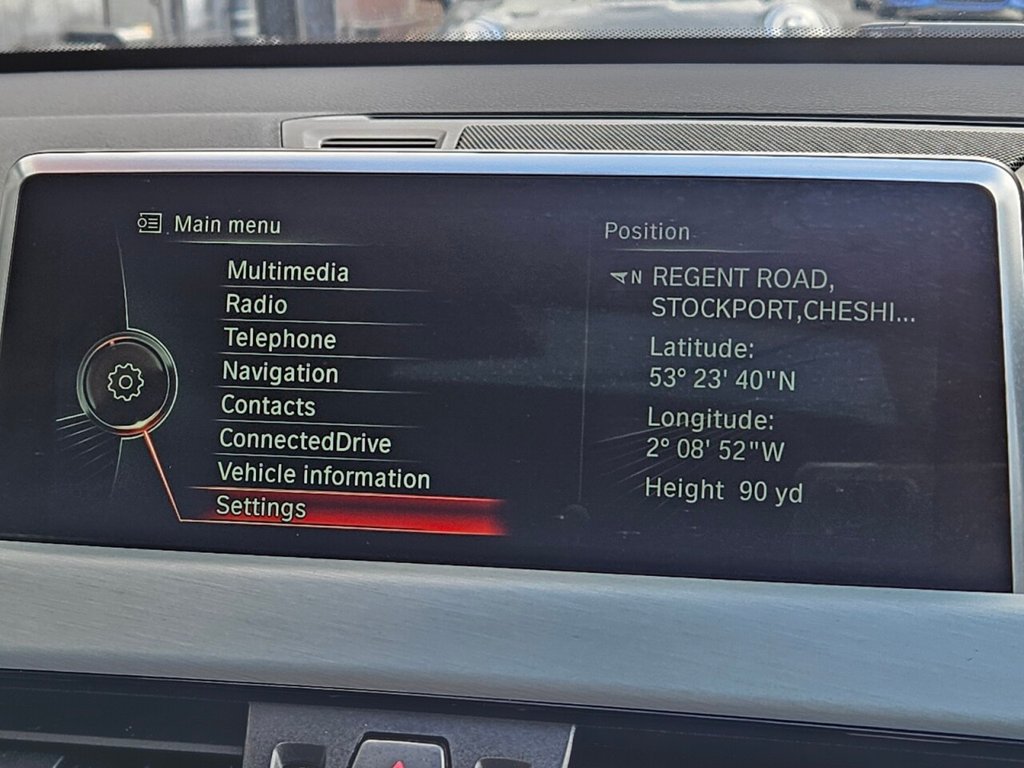 Main menu
Multimedia
Radio
Telephone
Navigation
Contacts
ConnectedDrive
Vehicle information
Settings
Position
N REGENT ROAD,
STOCKPORT,CHESHI...
Latitude:
53° 23' 40"N
Longitude:
2° 08' 52"W
Height 90 yd